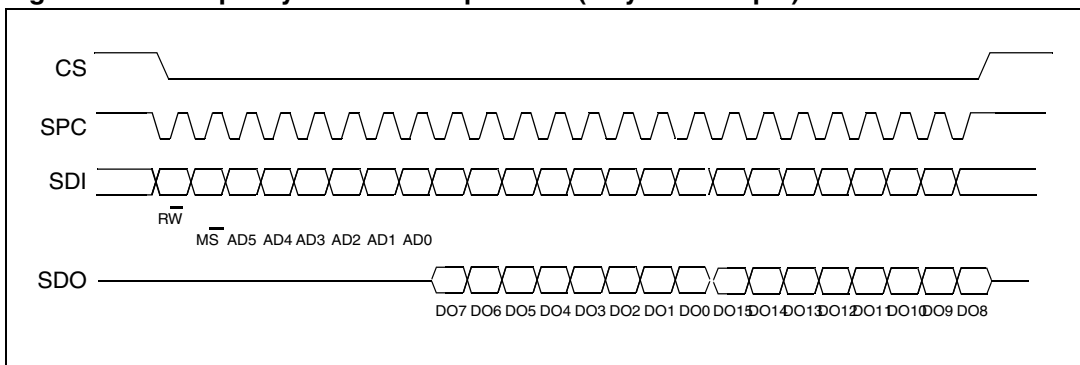 CS
SPC
SDI
RW
MS AD5 AD4 AD3 AD2 AD1 AD0
SDO
DO7 DO6 DO5 DO4 DO3 DO2 DO1 DO0 DO15 DO14 DO13 DO12 DO11 DO10 DO9 DO8